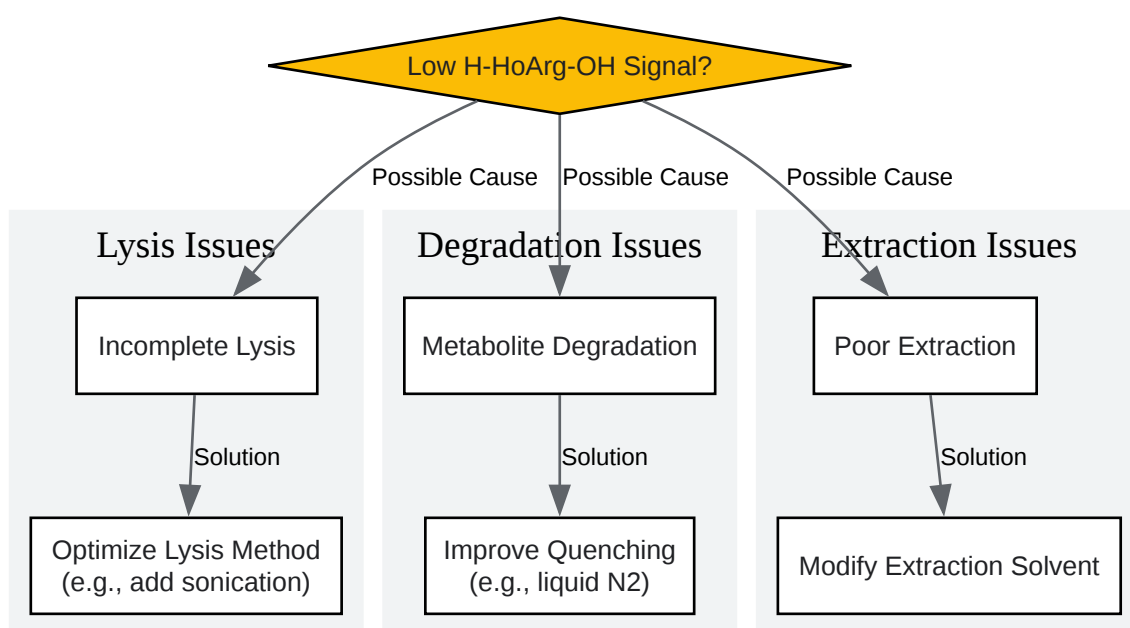 Low H-HoArg-OH Signal?
Possible Cause
Possible Cause
Possible Cause
Lysis Issues
Degradation Issues
Extraction Issues
Incomplete Lysis
Metabolite Degradation
Poor Extraction
Solution
Solution
Solution
Optimize Lysis Method
(e.g., add sonication)
Improve Quenching
(e.g., liquid N2)
Modify Extraction Solvent